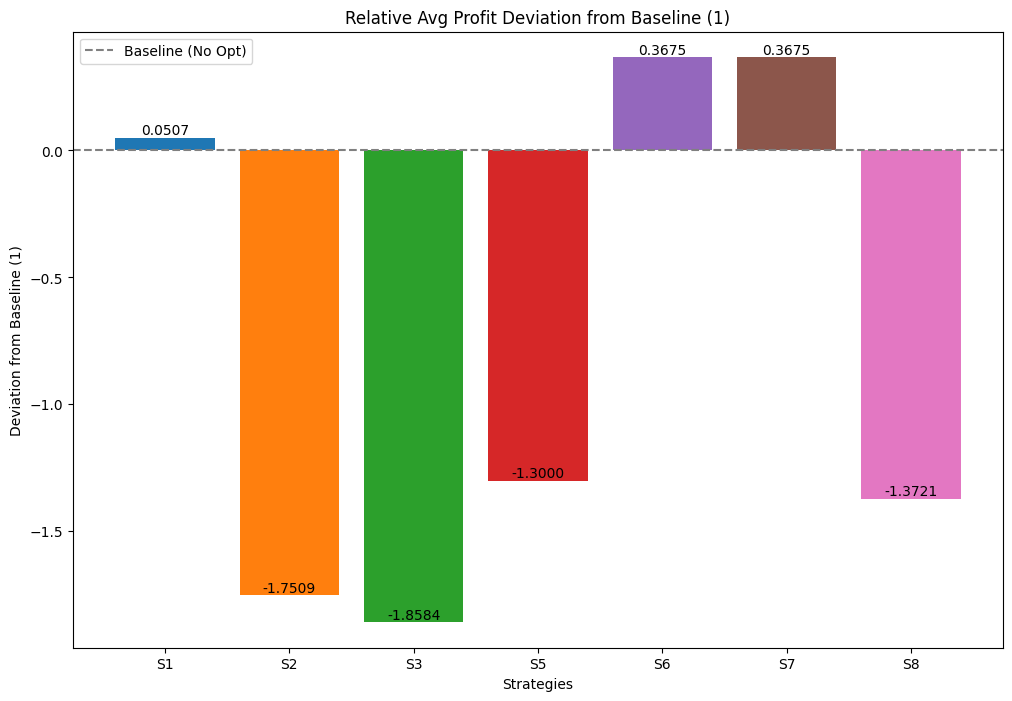 Relative Avg Profit Deviation from Baseline (1)
Baseline (No Opt)
0.3675
0.3675
0.0507
0.0
−0.5
−1.0
−1.5
-1.3000
-1.3721
-1.7509
-1.8584
Deviation from Baseline (1)
S1
S2
S3
S5
S6
S7
S8
Strategies